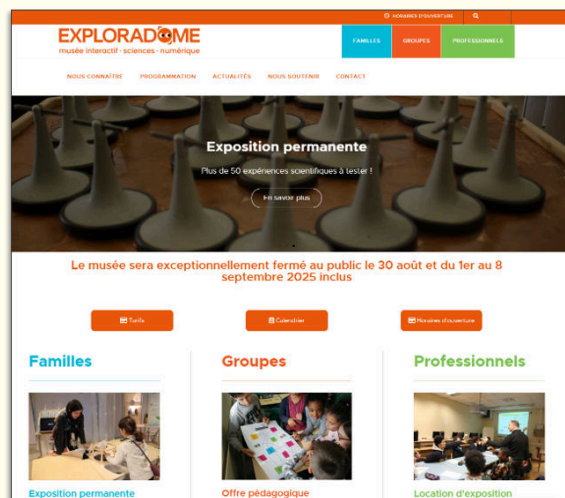 HORAIRES D'OUVERTURE
EXPLORADÔME
musée interactif · sciences · numérique
FAMILLES GROUPES PROFESSIONNELS
NOUS CONNAÎTRE PROGRAMMATION ACTUALITÉS NOUS SOUTENIR CONTACT
Exposition permanente
Plus de 50 expériences scientifiques à tester !
En savoir plus
Le musée sera exceptionnellement fermé au public le 30 août et du 1er au 8
septembre 2025 inclus
Tarifs Calendrier Horaires d'ouverture
Familles Groupes Professionnels
Exposition permanente Offre pédagogique Location d'exposition